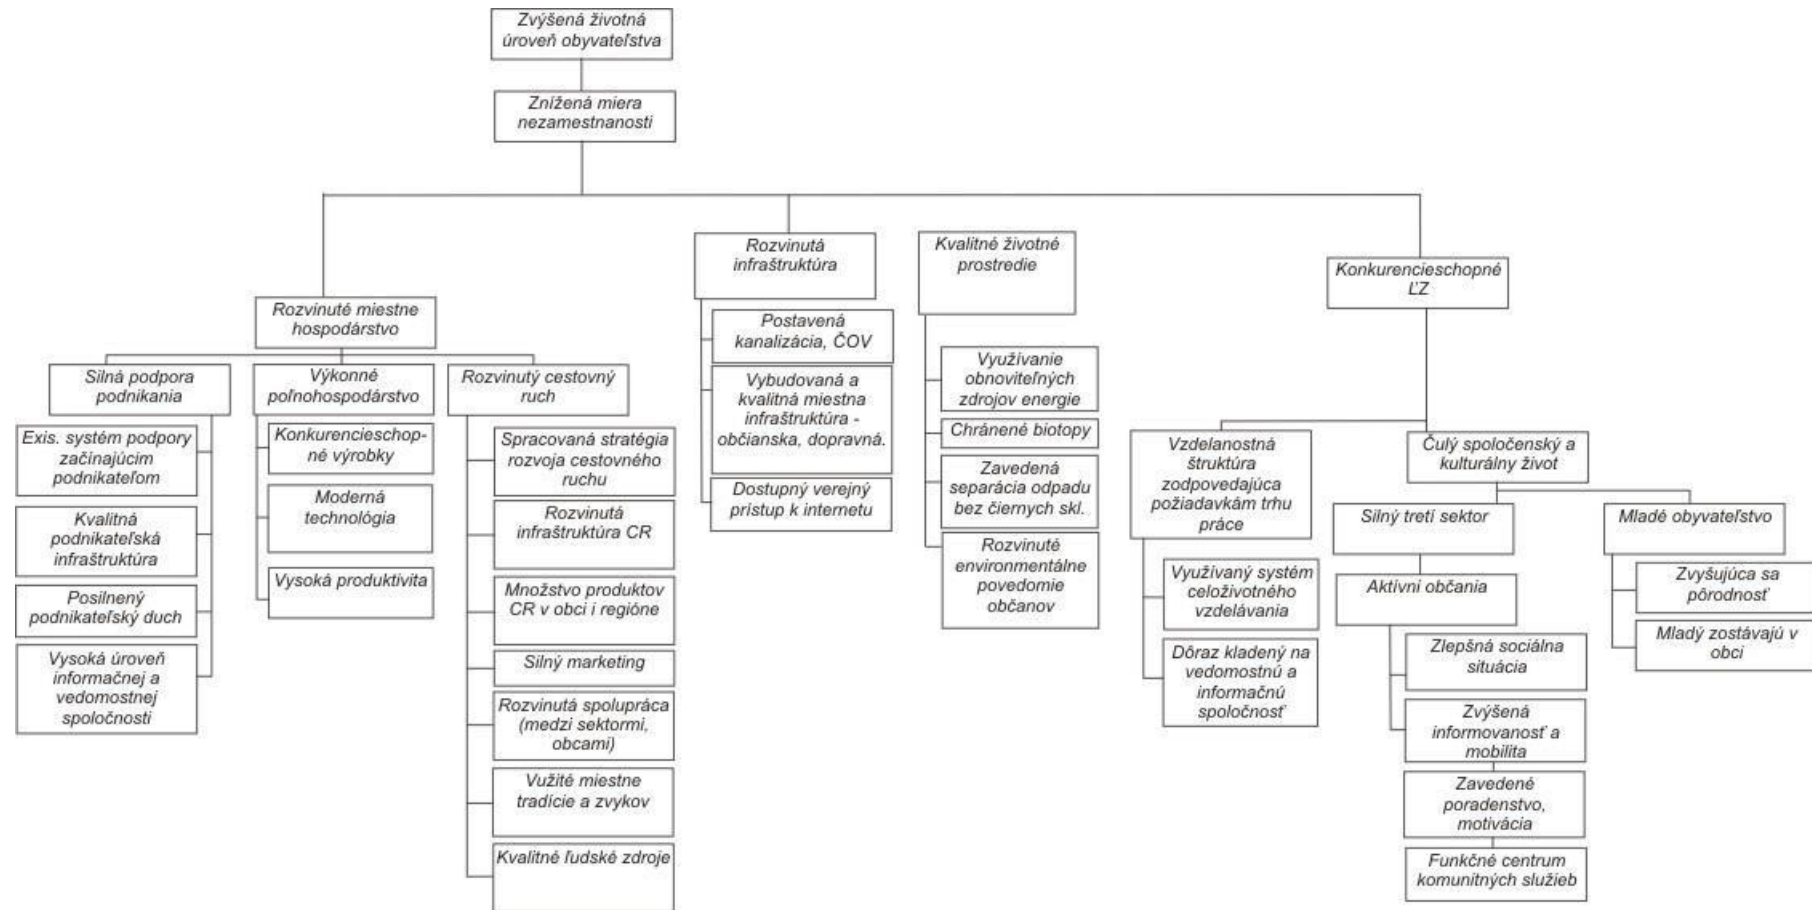 Zvýšená životná
úroveň obyvateľstva
Znížená miera
nezamestnanosti
Rozvinuté miestne
hospodárstvo
Silná podpora
podnikania
Exis. systém podpory
začínajúcim
podnikateľom
Kvalitná
podnikateľská
infraštruktúra
Posilnený
podnikateľský duch
Vysoká úroveň
informačnej a
vedomostnej
spoločnosti
Výkonné
poľnohospodárstvo
Konkurencieschop-
né výrobky
Moderná
technológia
Vysoká produktivita
Rozvinutý cestovný
ruch
Spracovaná stratégia
rozvoja cestovného
ruchu
Rozvinutá
infraštruktúra CR
Množstvo produktov
CR v obci i regióne
Silný marketing
Rozvinutá spolupráca
(medzi sektormi,
obcami)
Vužité miestne
tradície a zvykov
Kvalitné ľudské zdroje
Rozvinutá
infraštruktúra
Postavená
kanalizácia, ČOV
Vybudovaná a
kvalitná miestna
infraštruktúra -
občianska, dopravná.
Dostupný verejný
prístup k internetu
Kvalitné životné
prostredie
Využívanie
obnoviteľných
zdrojov energie
Chránené biotopy
Zavedená
separácia odpadu
bez čiernych skl.
Rozvinuté
environmentálne
povedomie
občanov
Konkurencieschopné
ĽZ
Vzdelanostná
štruktúra
zodpovedajúca
požiadavkám trhu
práce
Využívaný systém
celoživotného
vzdelávania
Dôraz kladený na
vedomostnú a
informačnú
spoločnosť
Čulý spoločenský a
kulturálny život
Silný tretí sektor
Aktívni občania
Zlepšná sociálna
situácia
Zvýšená
informovanosť a
mobilita
Zavedené
poradenstvo,
motivácia
Funkčné centrum
komunitných služieb
Mladé obyvateľstvo
Zvyšujúca sa
pôrodnosť
Mladý zostávajú v
obci